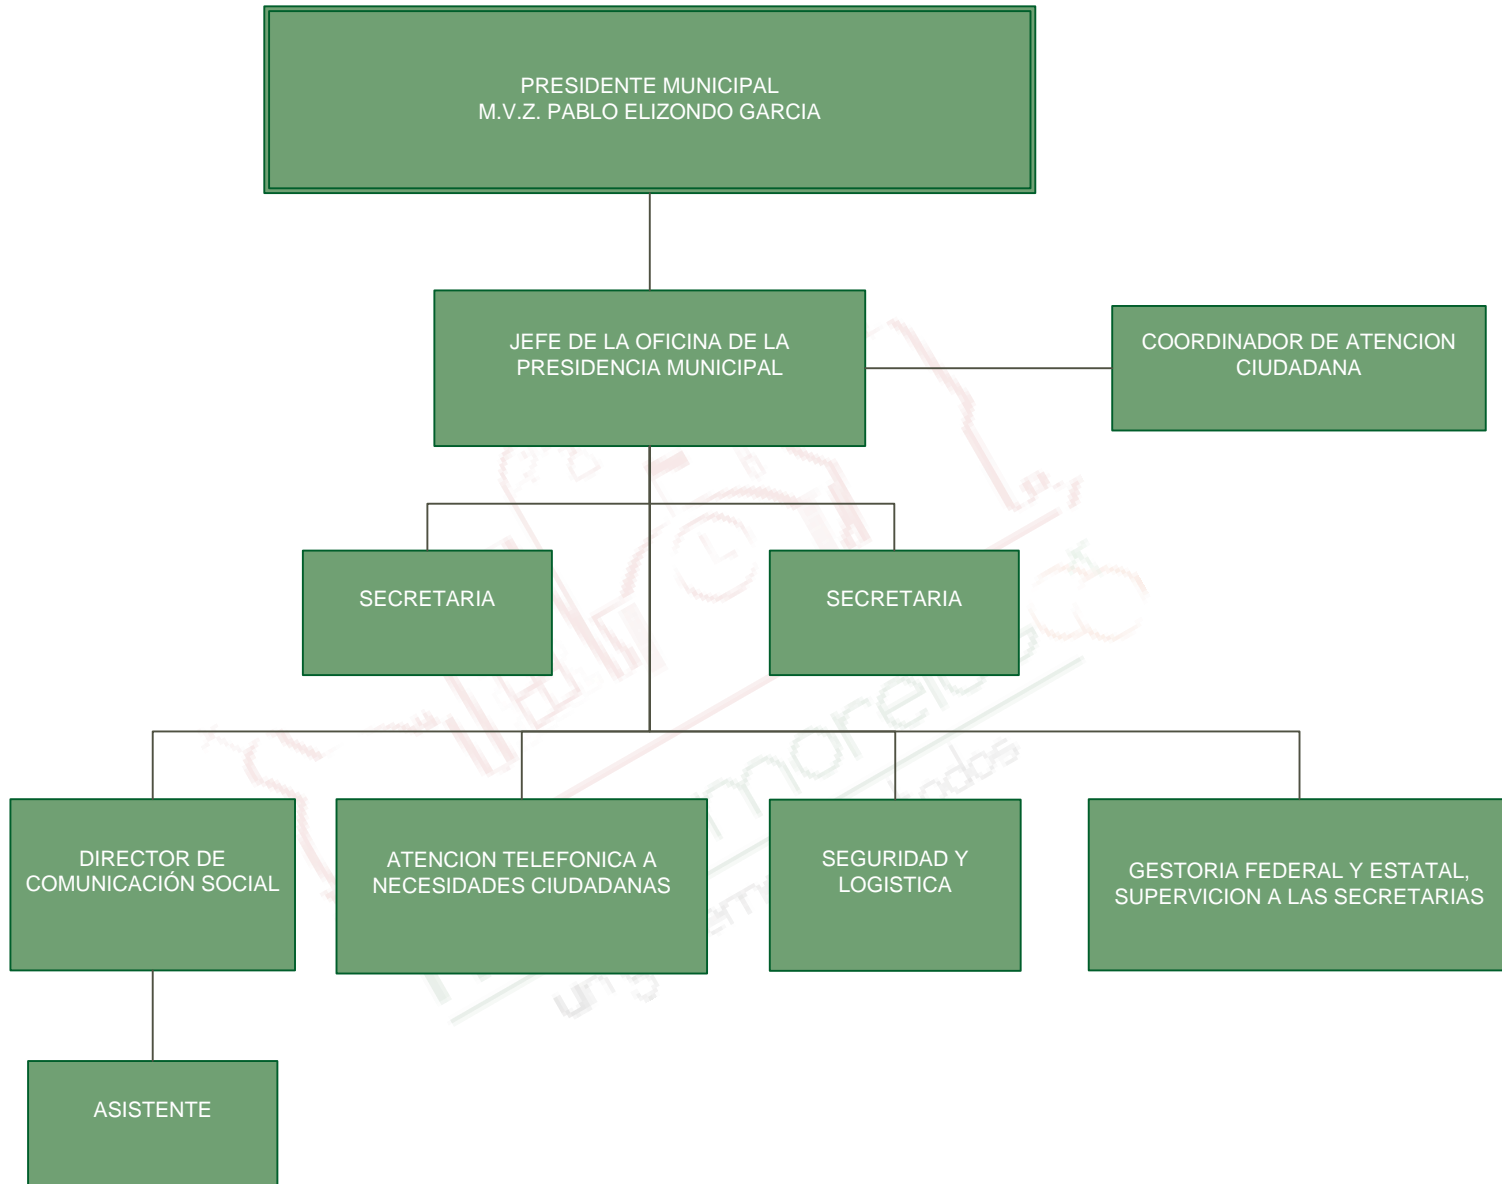 PRESIDENTE MUNICIPAL
M.V.Z. PABLO ELIZONDO GARCIA
JEFE DE LA OFICINA DE LA
PRESIDENCIA MUNICIPAL
COORDINADOR DE ATENCION
CIUDADANA
SECRETARIA
SECRETARIA
DIRECTOR DE
COMUNICACIÓN SOCIAL
ATENCION TELEFONICA A
NECESIDADES CIUDADANAS
SEGURIDAD Y
LOGISTICA
GESTORIA FEDERAL Y ESTATAL,
SUPERVICION A LAS SECRETARIAS
ASISTENTE